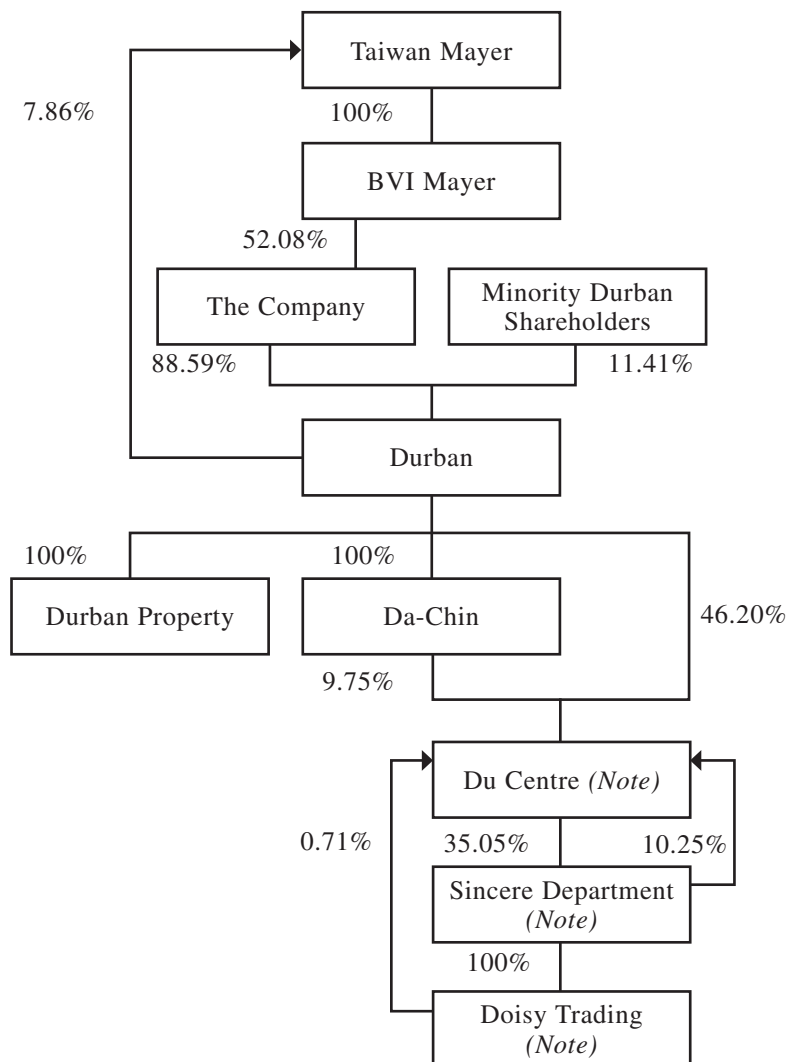 Taiwan Mayer
7.86%
100%
BVI Mayer
52.08%
The Company
Minority Durban
Shareholders
88.59%
11.41%
Durban
100%
100%
Durban Property
Da-Chin
46.20%
9.75%
Du Centre (Note)
0.71%
35.05%
10.25%
Sincere Department
(Note)
100%
Doisy Trading
(Note)